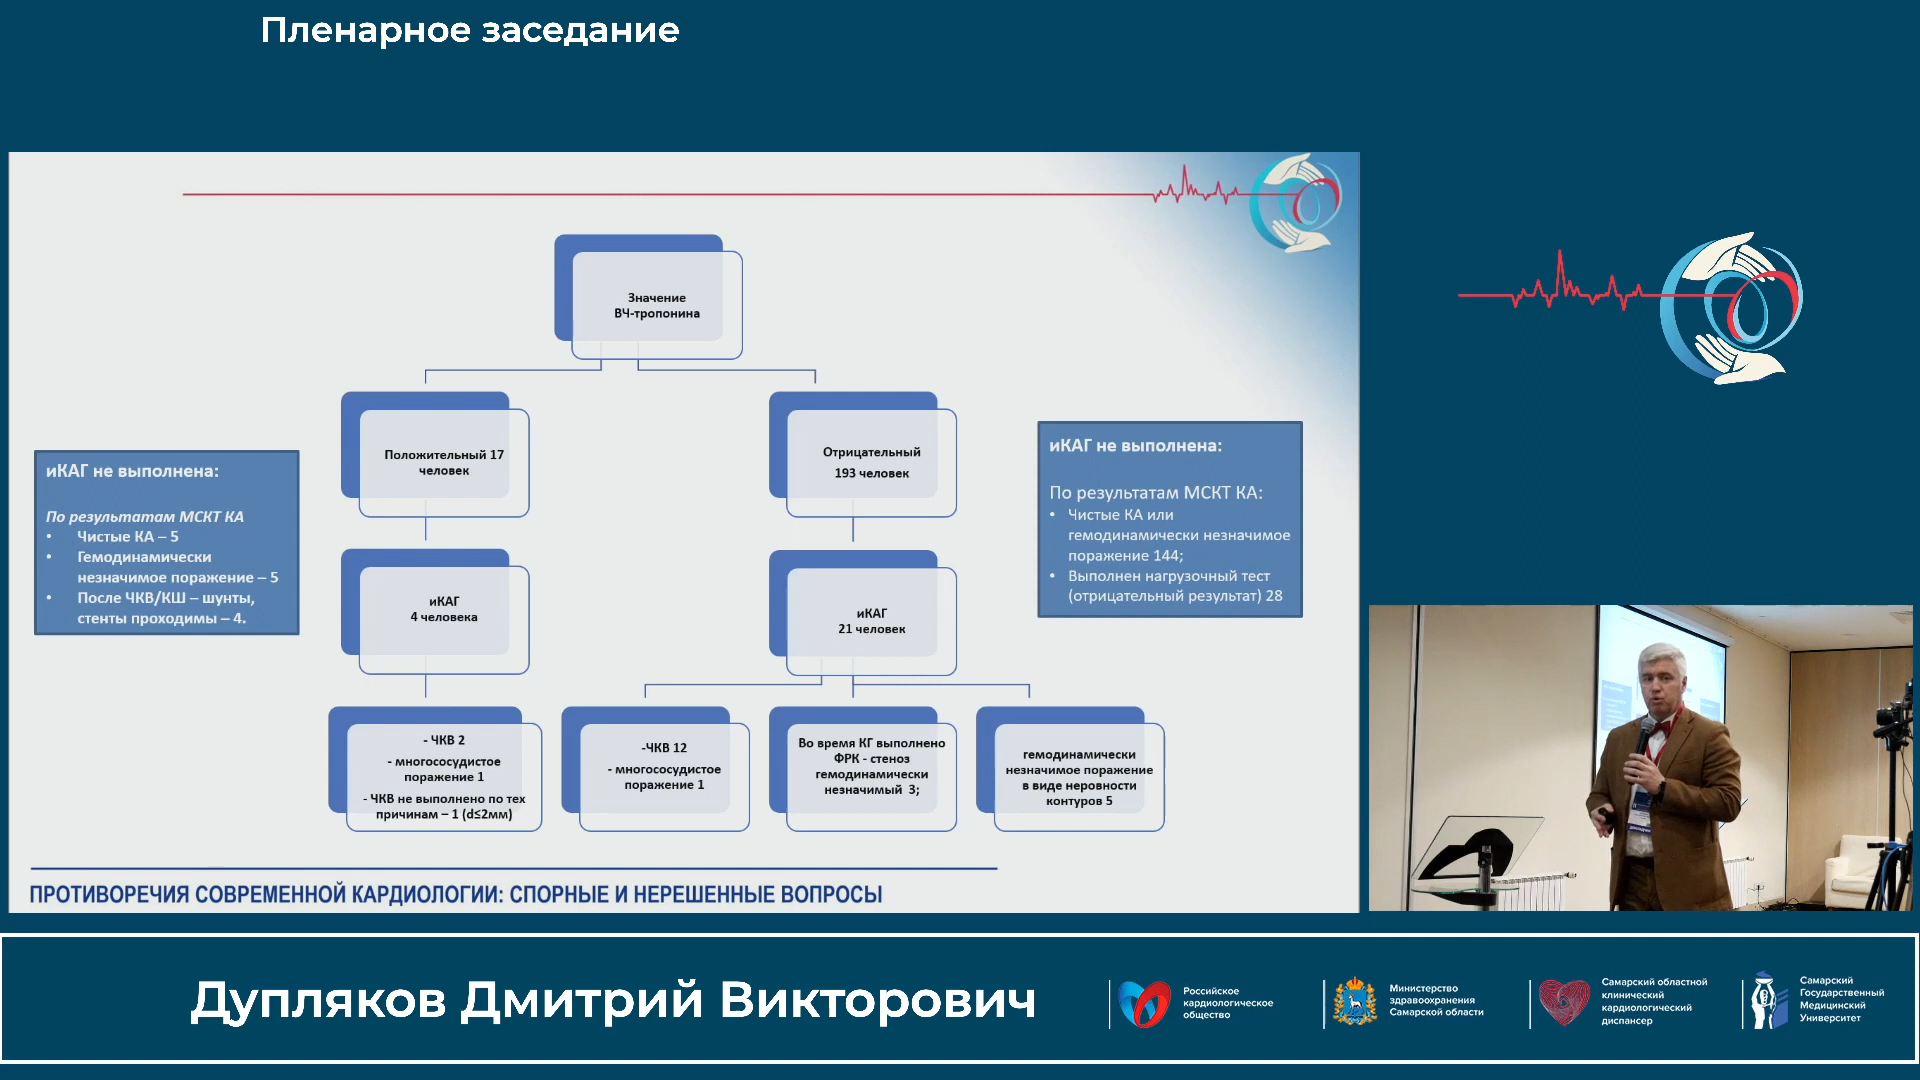 Пленарное заседание
Значение
ВЧ-тропонина
Положительный 17
человек
Отрицательный
193 человек
иКАГ не выполнена:
По результатам МСКТ КА
• Чистые КА – 5
• Гемодинамически
незначимое поражение – 5
• После ЧКВ/КШ – шунты,
стенты проходимы – 4.
иКАГ не выполнена:
По результатам МСКТ КА:
• Чистые КА или
гемодинамически незначимое
поражение 144;
• Выполнен нагрузочный тест
(отрицательный результат) 28
иКАГ
4 человека
иКАГ
21 человек
- ЧКВ 2
- многососудистое
поражение 1
- ЧКВ не выполнено по тех
причинам – 1 (d≤2мм)
-ЧКВ 12
- многососудистое
поражение 1
Во время КГ выполнено
ФРК - стеноз
гемодинамически
незначимый 3;
гемодинамически
незначимое поражение
в виде неровности
контуров 5
ПРОТИВОРЕЧИЯ СОВРЕМЕННОЙ КАРДИОЛОГИИ: СПОРНЫЕ И НЕРЕШЕННЫЕ ВОПРОСЫ
Дупляков Дмитрий Викторович
Российское
кардиологическое
общество
Министерство
здравоохранения
Самарской области
Самарский областной
клинический
кардиологический
диспансер
Самарский
Государственный
Медицинский
Университет